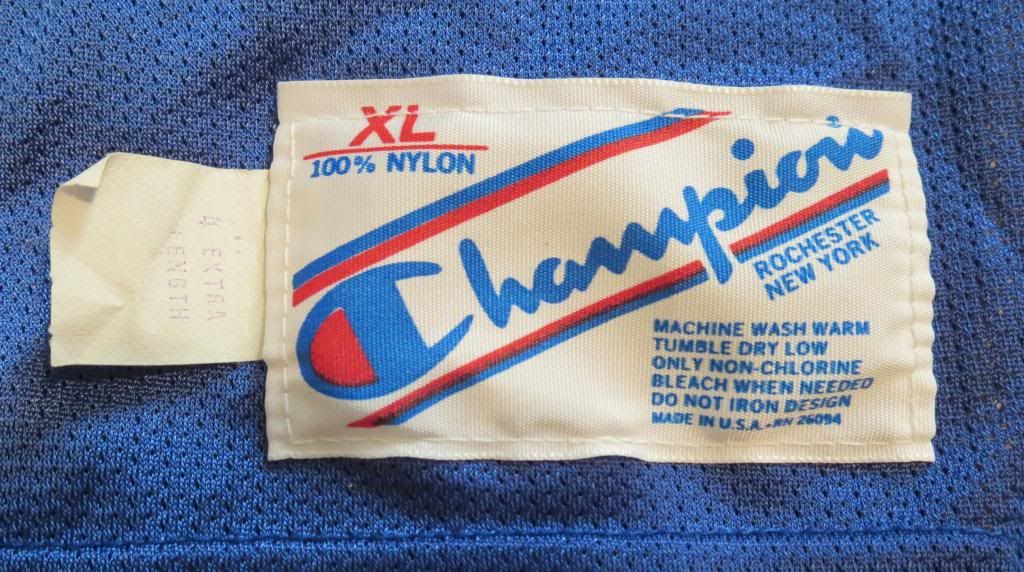 XL
100% NYLON
Champion
ROCHESTER
NEW YORK
MACHINE WASH WARM
TUMBLE DRY LOW
ONLY NON-CHLORINE
BLEACH WHEN NEEDED
DO NOT IRON DESIGN
MADE IN U.S.A. - RN 26094
4" EXTRA
LENGTH